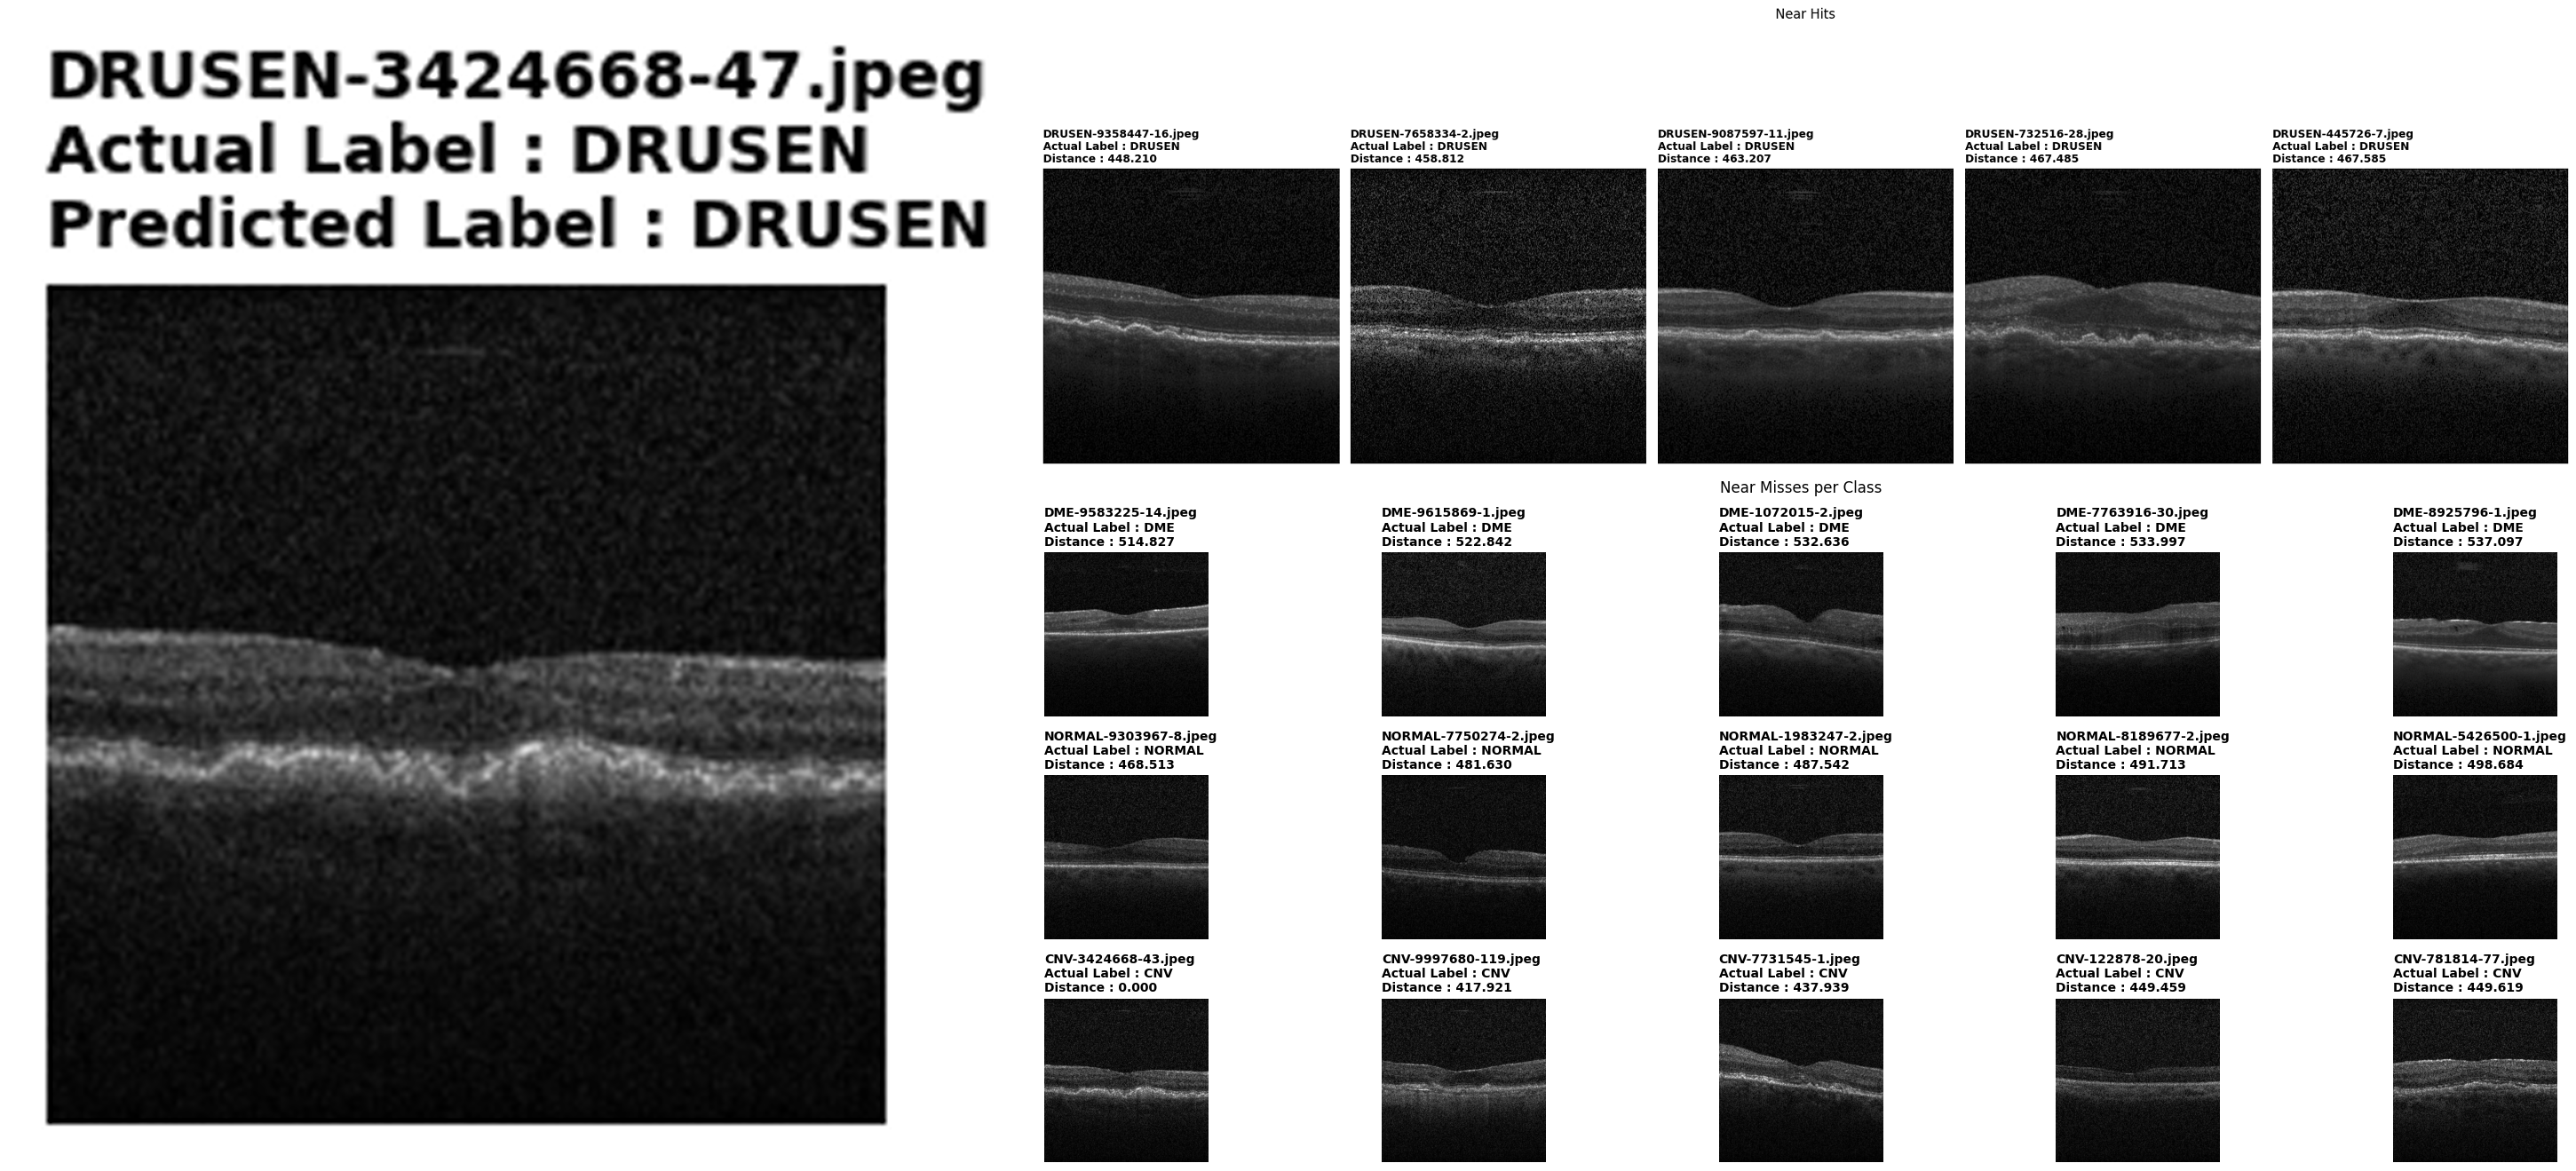 DRUSEN-3424668-47.jpeg
Actual Label : DRUSEN
Predicted Label : DRUSEN
Near Hits
DRUSEN-9358447-16.jpeg
Actual Label : DRUSEN
Distance : 448.210
DRUSEN-7658334-2.jpeg
Actual Label : DRUSEN
Distance : 458.812
DRUSEN-9087597-11.jpeg
Actual Label : DRUSEN
Distance : 463.207
DRUSEN-732516-28.jpeg
Actual Label : DRUSEN
Distance : 467.485
DRUSEN-445726-7.jpeg
Actual Label : DRUSEN
Distance : 467.585
Near Misses per Class
DME-9583225-14.jpeg
Actual Label : DME
Distance : 514.827
DME-9615869-1.jpeg
Actual Label : DME
Distance : 522.842
DME-1072015-2.jpeg
Actual Label : DME
Distance : 532.636
DME-7763916-30.jpeg
Actual Label : DME
Distance : 533.997
DME-8925796-1.jpeg
Actual Label : DME
Distance : 537.097
NORMAL-9303967-8.jpeg
Actual Label : NORMAL
Distance : 468.513
NORMAL-7750274-2.jpeg
Actual Label : NORMAL
Distance : 481.630
NORMAL-1983247-2.jpeg
Actual Label : NORMAL
Distance : 487.542
NORMAL-8189677-2.jpeg
Actual Label : NORMAL
Distance : 491.713
NORMAL-5426500-1.jpeg
Actual Label : NORMAL
Distance : 498.684
CNV-3424668-43.jpeg
Actual Label : CNV
Distance : 0.000
CNV-9997680-119.jpeg
Actual Label : CNV
Distance : 417.921
CNV-7731545-1.jpeg
Actual Label : CNV
Distance : 437.939
CNV-122878-20.jpeg
Actual Label : CNV
Distance : 449.459
CNV-781814-77.jpeg
Actual Label : CNV
Distance : 449.619